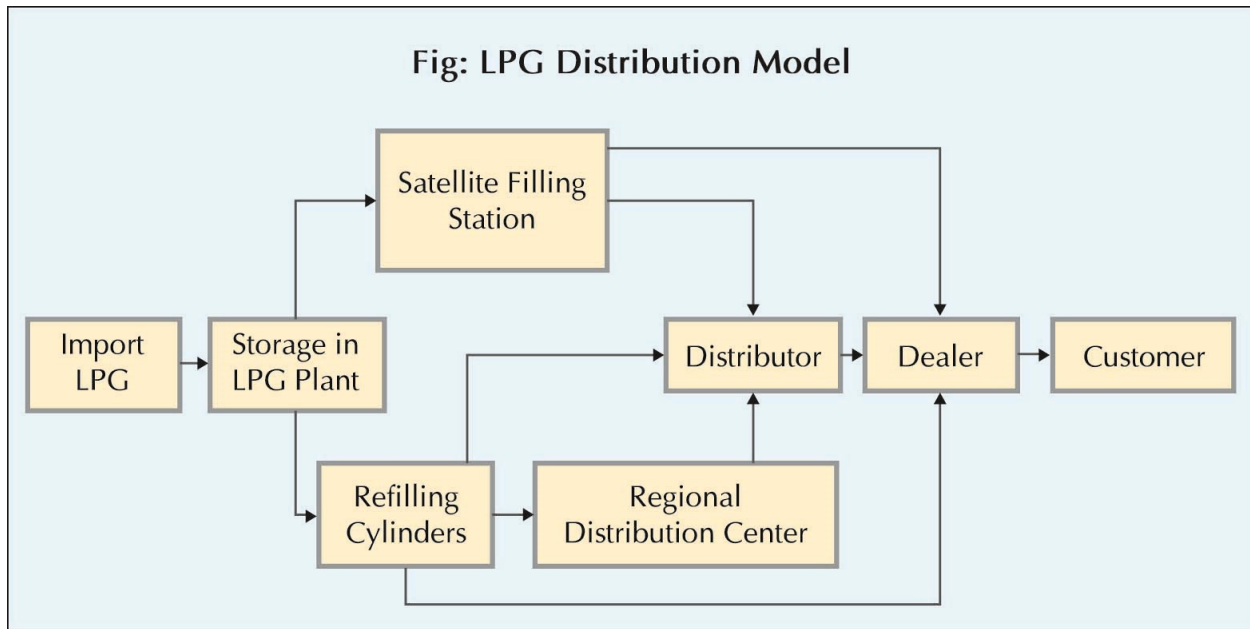 Fig: LPG Distribution Model
Satellite Filling
Station
Import
LPG
Storage in
LPG Plant
Distributor
Dealer
Customer
Refilling
Cylinders
Regional
Distribution Center